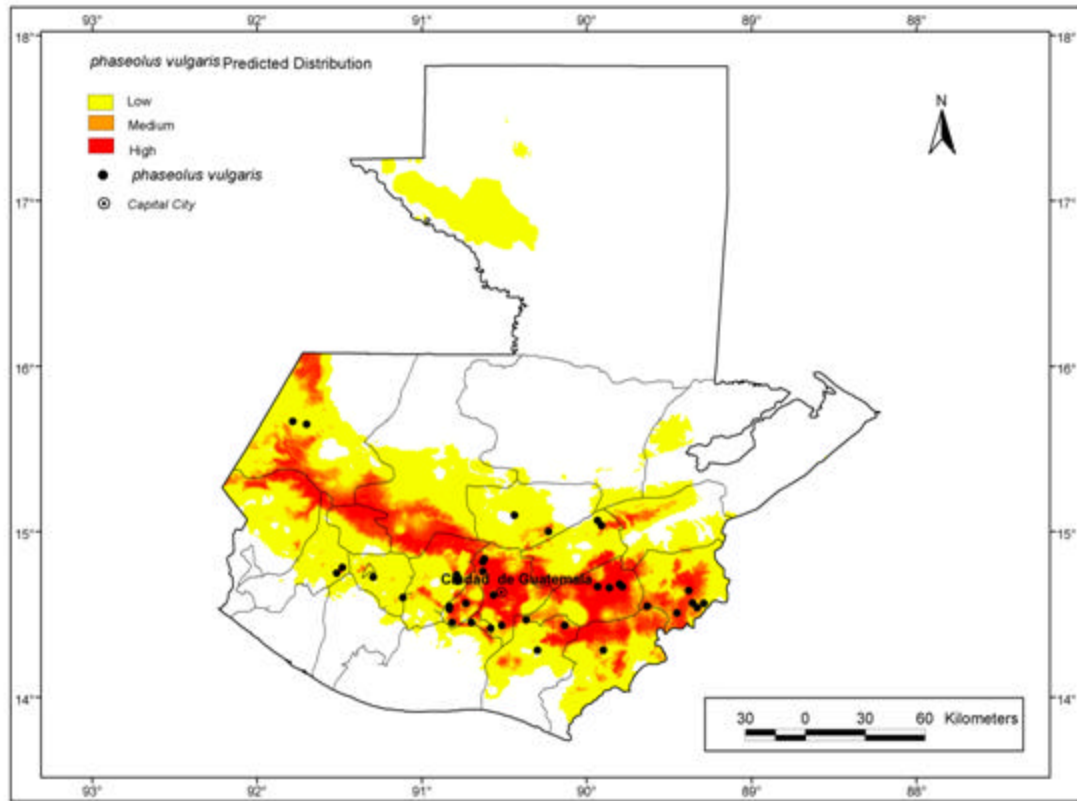 93° 92° 91° 90° 89° 88°
18° 18°
phaseolus vulgaris Predicted Distribution
Low
Medium
High
phaseolus vulgaris
Capital City
N
17° 17°
16° 16°
15° 15°
Ciudad de Guatemala
14° 14°
30 0 30 60 Kilometers
93° 92° 91° 90° 89° 88°